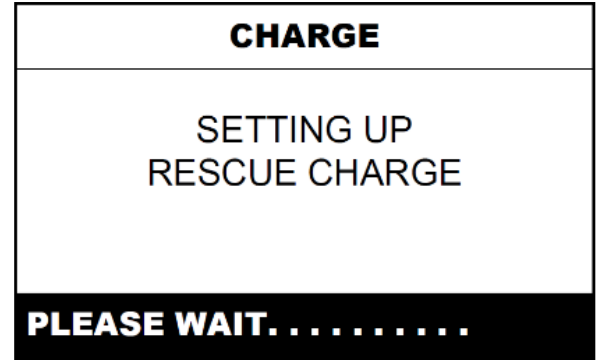 CHARGE
SETTING UP
RESCUE CHARGE
PLEASE WAIT. . . . . . . . . .